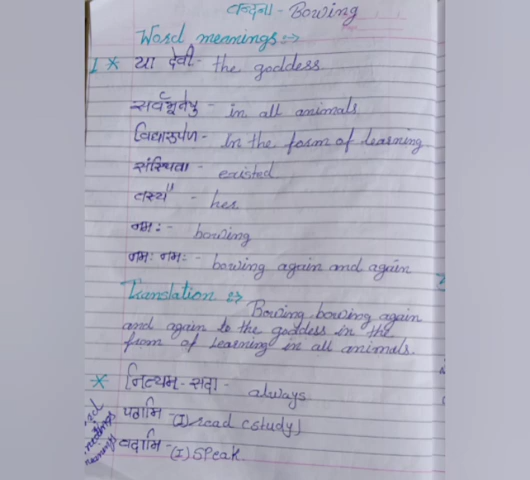 वन्दना - Bowing
Word meanings :->
1 * या देवी - the goddess
सर्वभूतेषु - in all animals
विद्यारूपेण - In the form of learning
संस्थिता - existed
तस्यै - her
नमः - bowing
नमः नमः - bowing again and again
Translation :->
Bowing, bowing again
and again to the goddess in the
from of Learning in all animals.
* नित्यम - सदा - always
पठामि - (I) read (study)
वदामि - (I) Speak